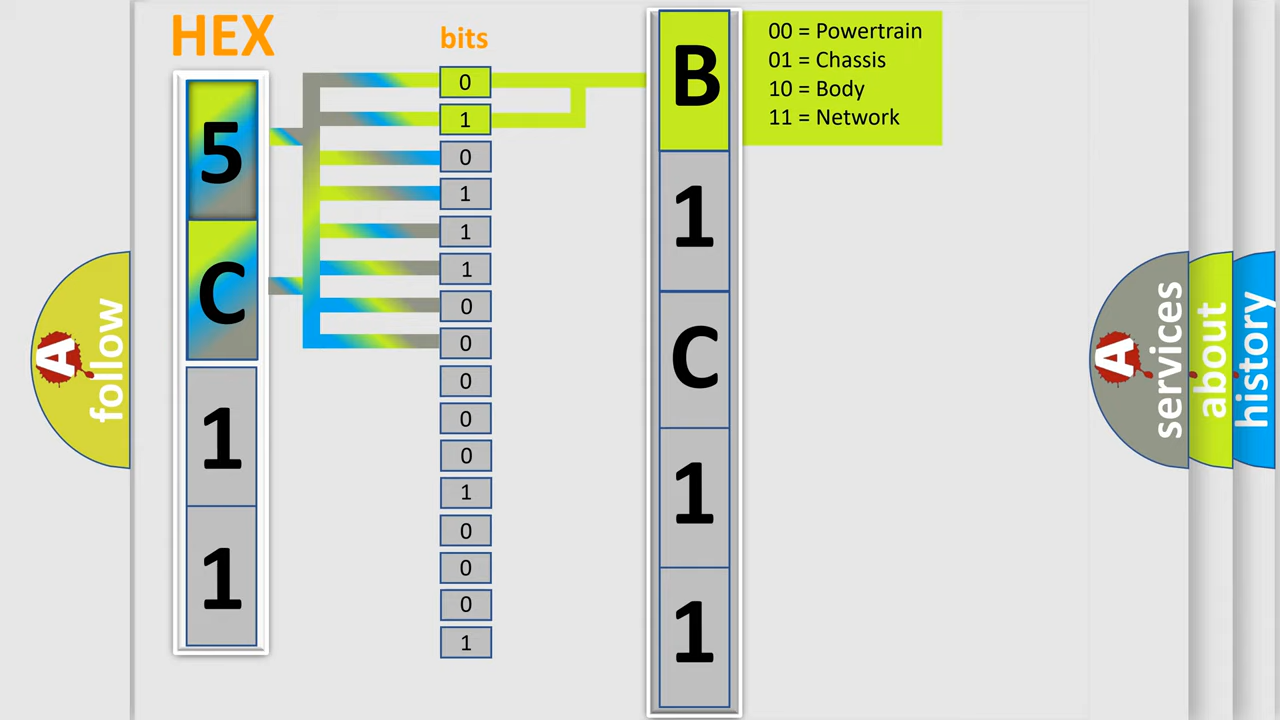 HEX
bits
5
C
1
1
0
1
0
1
1
1
0
0
0
0
0
1
0
0
0
1
B
1
C
1
1
00 = Powertrain
01 = Chassis
10 = Body
11 = Network
A
follow
A
services
about
history